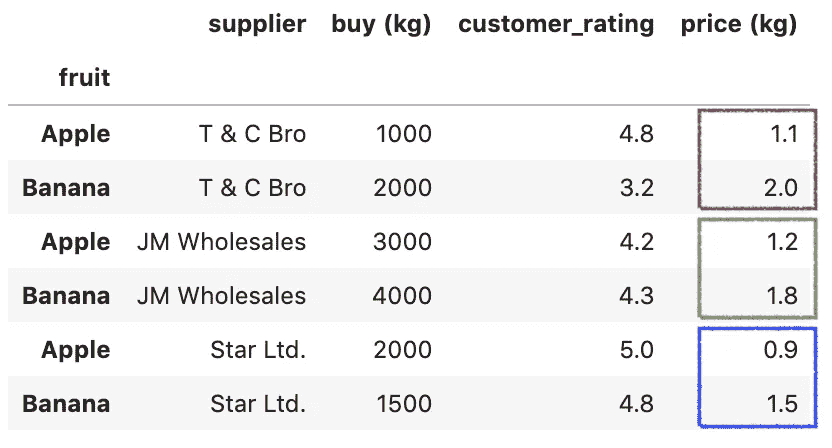 supplier buy (kg) customer_rating price (kg)
fruit
Apple T & C Bro 1000 4.8 1.1
Banana T & C Bro 2000 3.2 2.0
Apple JM Wholesales 3000 4.2 1.2
Banana JM Wholesales 4000 4.3 1.8
Apple Star Ltd. 2000 5.0 0.9
Banana Star Ltd. 1500 4.8 1.5